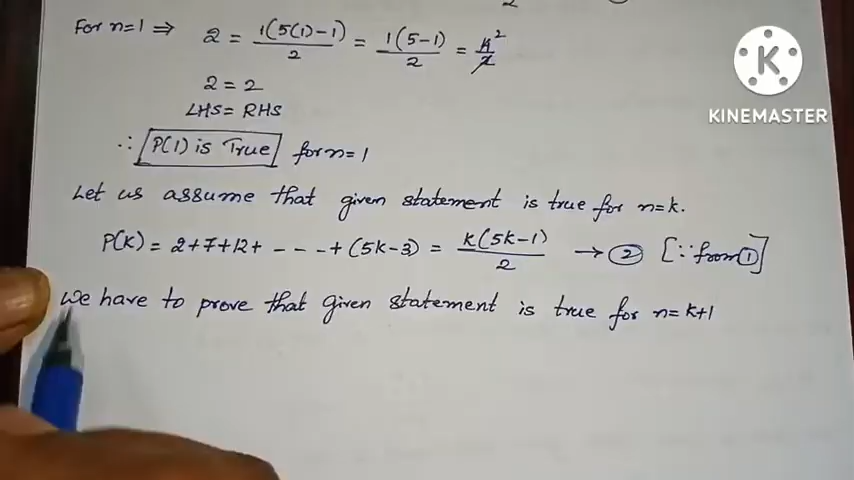 For n=1 ⇒ 2 = 1(5(1)-1)/2 = 1(5-1)/2 = 4/2 2
2 = 2
LHS = RHS
∴ P(1) is True for n=1
Let us assume that given statement is true for n=k.
P(k) = 2+7+12+ - - - - + (5k-3) = k(5k-1)/2 → ② [∵ from ①]
We have to prove that given statement is true for n=k+1
K
KINEMASTER